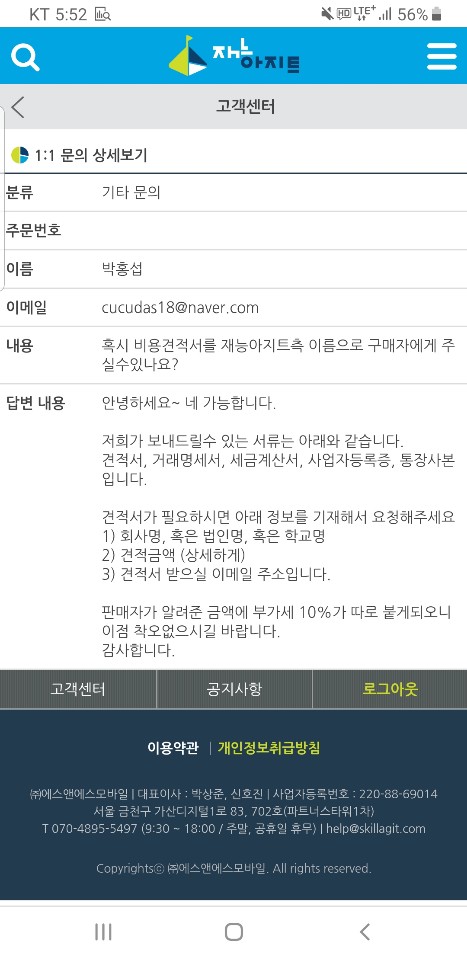 KT 5:52 HD LTE+ 56%
재능
아지트
고객센터
1:1 문의 상세보기
분류 기타 문의
주문번호
이름 박홍섭
이메일 cucudas18@naver.com
내용 혹시 비용견적서를 재능아지트측 이름으로 구매자에게 주
실수있나요?
답변 내용 안녕하세요~ 네 가능합니다.
저희가 보내드릴수 있는 서류는 아래와 같습니다.
견적서, 거래명세서, 세금계산서, 사업자등록증, 통장사본
입니다.
견적서가 필요하시면 아래 정보를 기재해서 요청해주세요
1) 회사명, 혹은 법인명, 혹은 학교명
2) 견적금액 (상세하게)
3) 견적서 받으실 이메일 주소입니다.
판매자가 알려준 금액에 부가세 10%가 따로 붙게되오니
이점 착오없으시길 바랍니다.
감사합니다.
고객센터 공지사항 로그아웃
이용약관 | 개인정보취급방침
㈜에스앤에스모바일 | 대표이사 : 박상준, 신호진 | 사업자등록번호 : 220-88-69014
서울 금천구 가산디지털1로 83, 702호(파트너스타워1차)
T 070-4895-5497 (9:30 ~ 18:00 / 주말, 공휴일 휴무) | help@skillagit.com
Copyrightsⓒ ㈜에스앤에스모바일. All rights reserved.